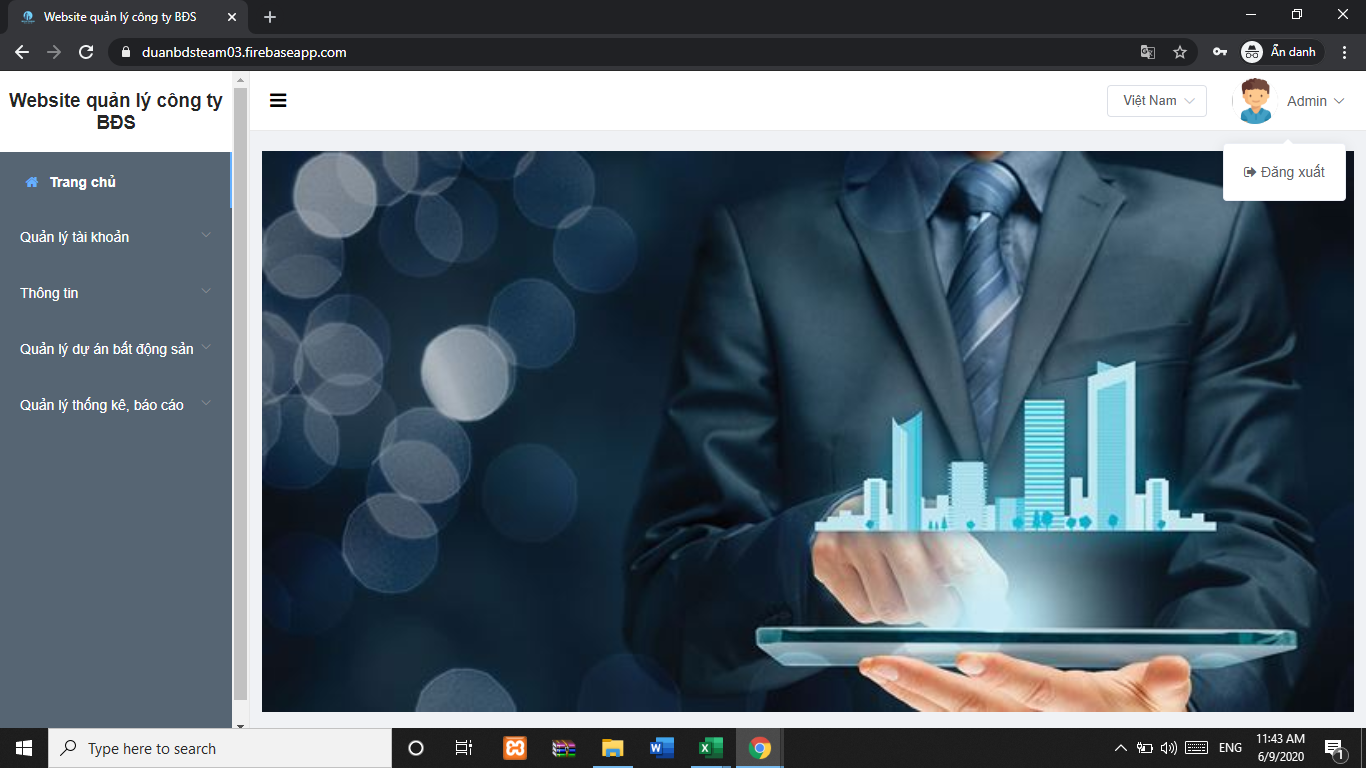 Website quản lý công ty BĐS
duanbdsteam03.firebaseapp.com
Ẩn danh
Website quản lý công ty
BĐS
Việt Nam
Admin
Đăng xuất
Trang chủ
Quản lý tài khoản
Thông tin
Quản lý dự án bất động sản
Quản lý thống kê, báo cáo
Type here to search
ENG
11:43 AM
6/9/2020
1